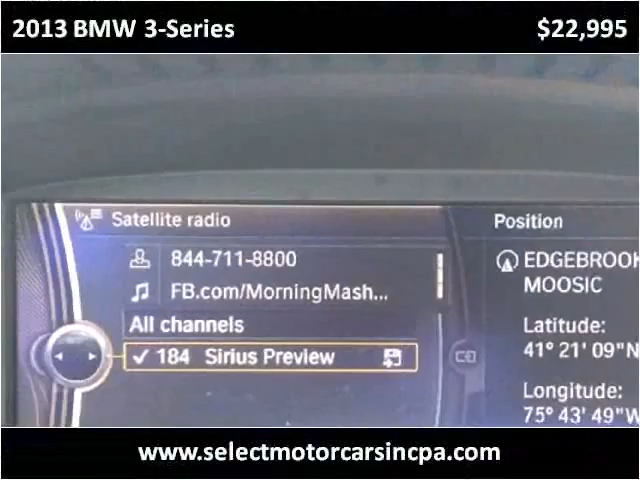 2013 BMW 3-Series
$22,995
Satellite radio
844-711-8800
FB.com/MorningMash...
All channels
184 Sirius Preview
Position
EDGEBROOK
MOOSIC
Latitude:
41° 21' 09"N
Longitude:
75° 43' 49"W
www.selectmotorcarsincpa.com